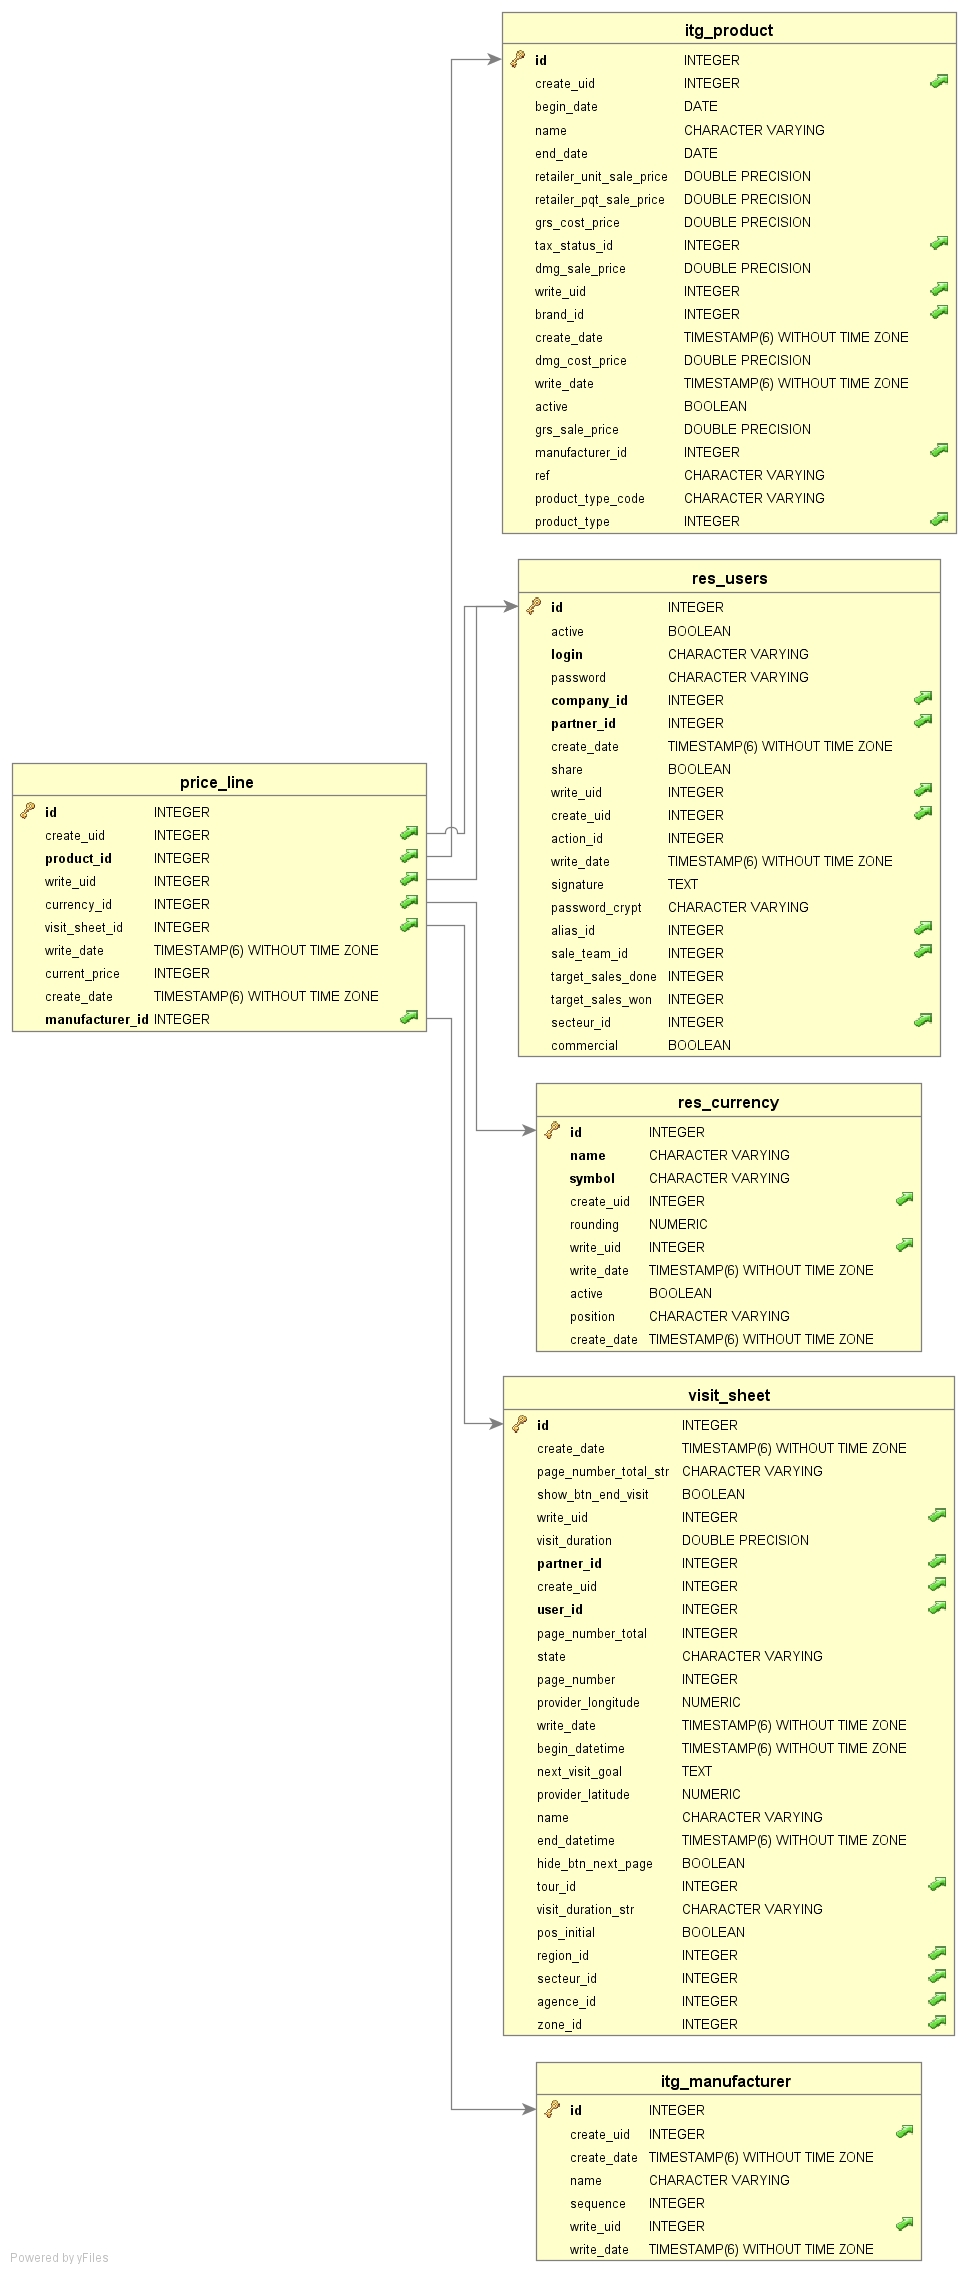 itg_product
id INTEGER
create_uid INTEGER
begin_date DATE
name CHARACTER VARYING
end_date DATE
retailer_unit_sale_price DOUBLE PRECISION
retailer_pqt_sale_price DOUBLE PRECISION
grs_cost_price DOUBLE PRECISION
tax_status_id INTEGER
dmg_sale_price DOUBLE PRECISION
write_uid INTEGER
brand_id INTEGER
create_date TIMESTAMP(6) WITHOUT TIME ZONE
dmg_cost_price DOUBLE PRECISION
write_date TIMESTAMP(6) WITHOUT TIME ZONE
active BOOLEAN
grs_sale_price DOUBLE PRECISION
manufacturer_id INTEGER
ref CHARACTER VARYING
product_type_code CHARACTER VARYING
product_type INTEGER
res_users
id INTEGER
active BOOLEAN
login CHARACTER VARYING
password CHARACTER VARYING
company_id INTEGER
partner_id INTEGER
create_date TIMESTAMP(6) WITHOUT TIME ZONE
share BOOLEAN
write_uid INTEGER
create_uid INTEGER
action_id INTEGER
write_date TIMESTAMP(6) WITHOUT TIME ZONE
signature TEXT
password_crypt CHARACTER VARYING
alias_id INTEGER
sale_team_id INTEGER
target_sales_done INTEGER
target_sales_won INTEGER
secteur_id INTEGER
commercial BOOLEAN
price_line
id INTEGER
create_uid INTEGER
product_id INTEGER
write_uid INTEGER
currency_id INTEGER
visit_sheet_id INTEGER
write_date TIMESTAMP(6) WITHOUT TIME ZONE
current_price INTEGER
create_date TIMESTAMP(6) WITHOUT TIME ZONE
manufacturer_id INTEGER
res_currency
id INTEGER
name CHARACTER VARYING
symbol CHARACTER VARYING
create_uid INTEGER
rounding NUMERIC
write_uid INTEGER
write_date TIMESTAMP(6) WITHOUT TIME ZONE
active BOOLEAN
position CHARACTER VARYING
create_date TIMESTAMP(6) WITHOUT TIME ZONE
visit_sheet
id INTEGER
create_date TIMESTAMP(6) WITHOUT TIME ZONE
page_number_total_str CHARACTER VARYING
show_btn_end_visit BOOLEAN
write_uid INTEGER
visit_duration DOUBLE PRECISION
partner_id INTEGER
create_uid INTEGER
user_id INTEGER
page_number_total INTEGER
state CHARACTER VARYING
page_number INTEGER
provider_longitude NUMERIC
write_date TIMESTAMP(6) WITHOUT TIME ZONE
begin_datetime TIMESTAMP(6) WITHOUT TIME ZONE
next_visit_goal TEXT
provider_latitude NUMERIC
name CHARACTER VARYING
end_datetime TIMESTAMP(6) WITHOUT TIME ZONE
hide_btn_next_page BOOLEAN
tour_id INTEGER
visit_duration_str CHARACTER VARYING
pos_initial BOOLEAN
region_id INTEGER
secteur_id INTEGER
agence_id INTEGER
zone_id INTEGER
itg_manufacturer
id INTEGER
create_uid INTEGER
create_date TIMESTAMP(6) WITHOUT TIME ZONE
name CHARACTER VARYING
sequence INTEGER
write_uid INTEGER
write_date TIMESTAMP(6) WITHOUT TIME ZONE
Powered by yFiles